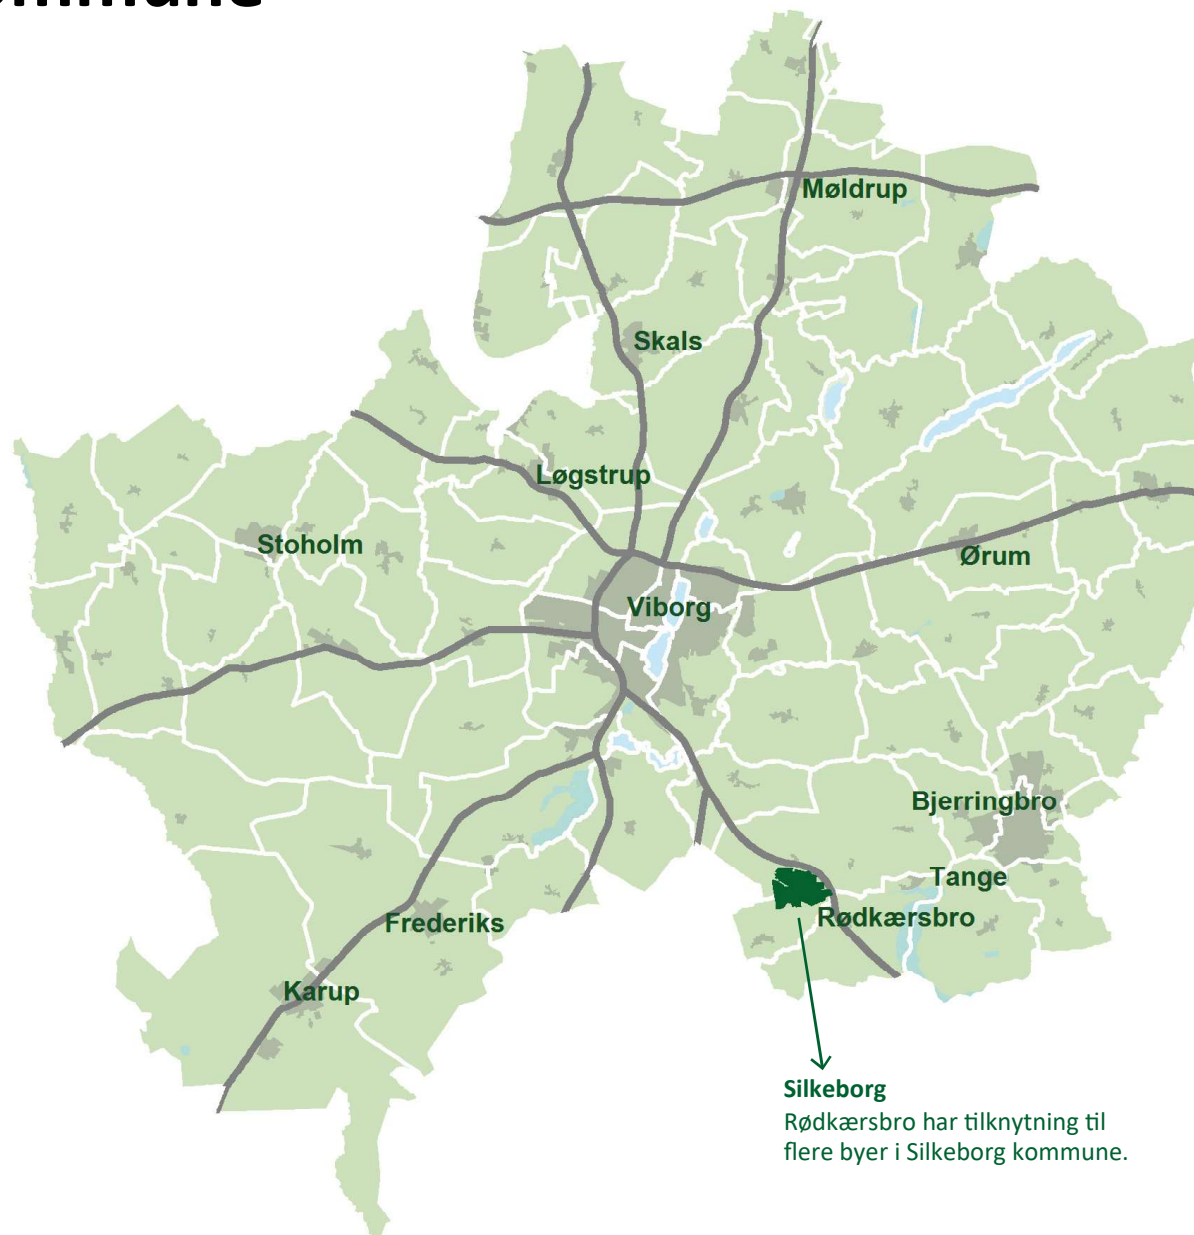 Møldrup
Skals
Løgstrup
Stoholm
Ørum
Viborg
Bjerringbro
Tange
Rødkærsbro
Frederiks
Karup
Silkeborg
Rødkærsbro har tilknytning til
flere byer i Silkeborg kommune.